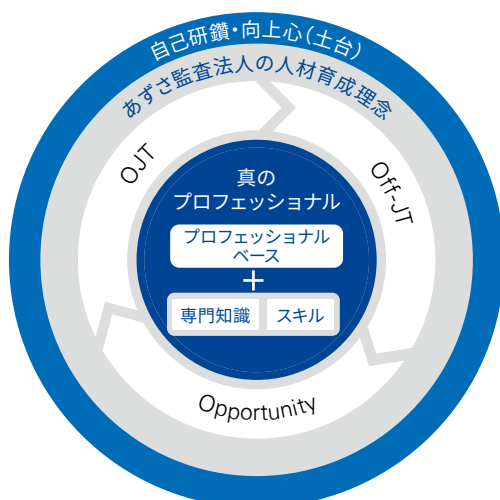 自己研鑽・向上心（土台）
あずさ監査法人の人材育成理念
OJT
Off-JT
真の
プロフェッショナル
プロフェッショナル
ベース
+
専門知識 スキル
Opportunity